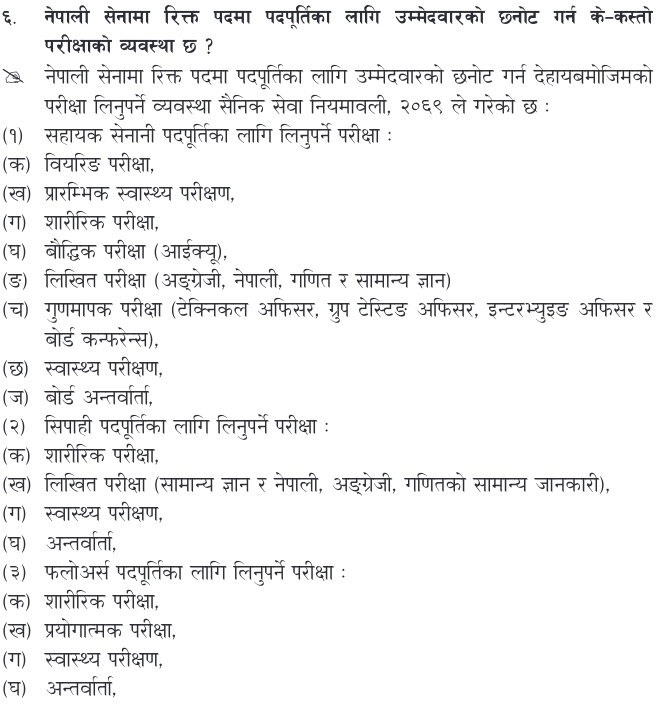 ६. नेपाली सेनामा रिक्त पदमा पदपूर्तिका लागि उम्मेदवारको छनोट गर्न के-कस्तो
परीक्षाको व्यवस्था छ ?
नेपाली सेनामा रिक्त पदमा पदपूर्तिका लागि उम्मेदवारको छनोट गर्न देहायबमोजिमको
परीक्षा लिनुपर्ने व्यवस्था सैनिक सेवा नियमावली, २०६९ ले गरेको छ :
(१) सहायक सेनानी पदपूर्तिका लागि लिनुपर्ने परीक्षा :
(क) वियरिङ परीक्षा,
(ख) प्रारम्भिक स्वास्थ्य परीक्षण,
(ग) शारीरिक परीक्षा,
(घ) बौद्धिक परीक्षा (आईक्यू),
(ङ) लिखित परीक्षा (अङ्ग्रेजी, नेपाली, गणित र सामान्य ज्ञान)
(च) गुणमापक परीक्षा (टेक्निकल अफिसर, ग्रुप टेस्टिङ अफिसर, इन्टरभ्युइङ अफिसर र
बोर्ड कन्फरेन्स),
(छ) स्वास्थ्य परीक्षण,
(ज) बोर्ड अन्तर्वार्ता,
(२) सिपाही पदपूर्तिका लागि लिनुपर्ने परीक्षा :
(क) शारीरिक परीक्षा,
(ख) लिखित परीक्षा (सामान्य ज्ञान र नेपाली, अङ्ग्रेजी, गणितको सामान्य जानकारी),
(ग) स्वास्थ्य परीक्षण,
(घ) अन्तर्वार्ता,
(३) फलोअर्स पदपूर्तिका लागि लिनुपर्ने परीक्षा :
(क) शारीरिक परीक्षा,
(ख) प्रयोगात्मक परीक्षा,
(ग) स्वास्थ्य परीक्षण,
(घ) अन्तर्वार्ता,